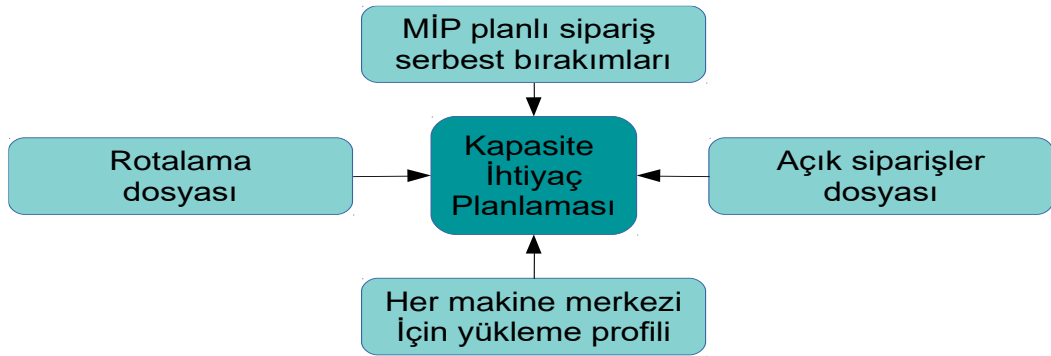 MİP planlı sipariş
serbest bırakımları
Rotalama
dosyası
Kapasite
İhtiyaç
Planlaması
Açık siparişler
dosyası
Her makine merkezi
İçin yükleme profili